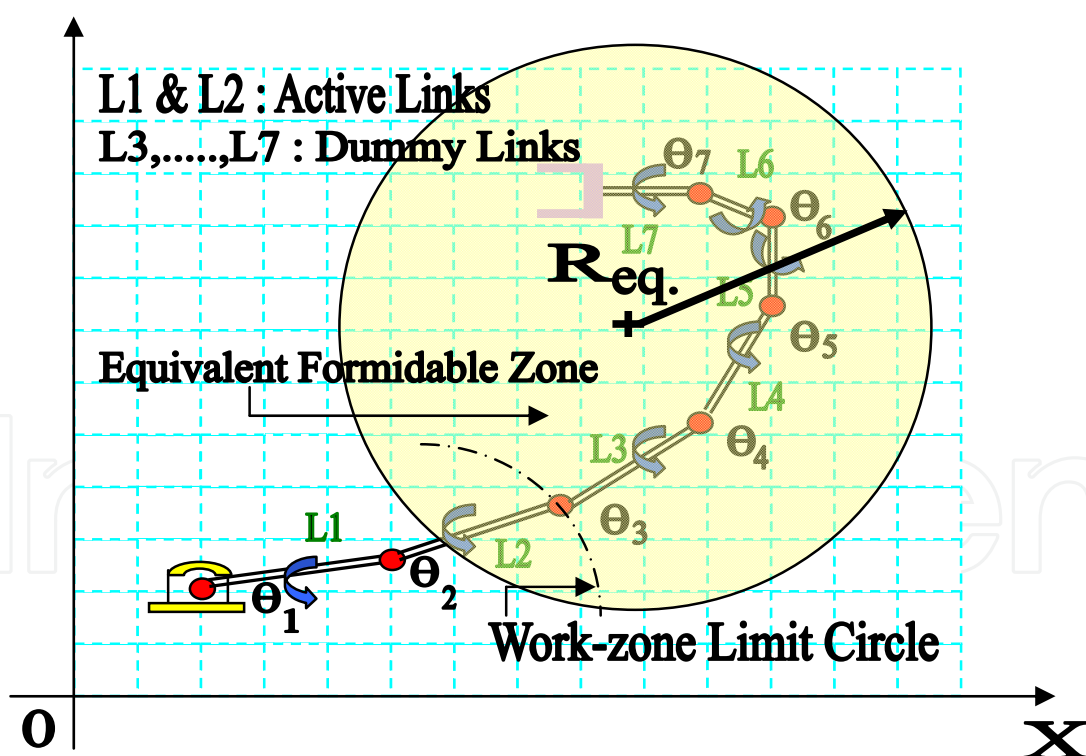 L1 & L2 : Active Links
L3,.....,L7 : Dummy Links
Θ7
L6
Θ6
L7
Req.
L5
Θ5
Equivalent Formidable Zone
L4
L3
Θ4
Θ3
L1
L2
Θ2
Θ1
Work-zone Limit Circle
0
X